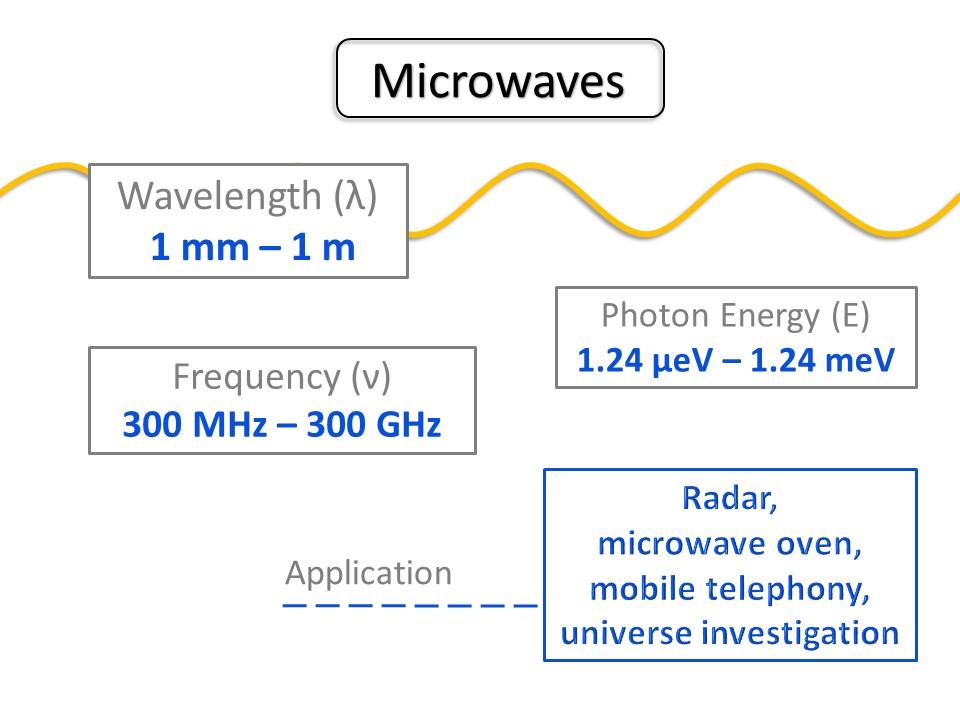 Microwaves
Wavelength (λ)
1 mm – 1 m
Photon Energy (E)
1.24 μeV – 1.24 meV
Frequency (ν)
300 MHz – 300 GHz
Application
Radar,
microwave oven,
mobile telephony,
universe investigation